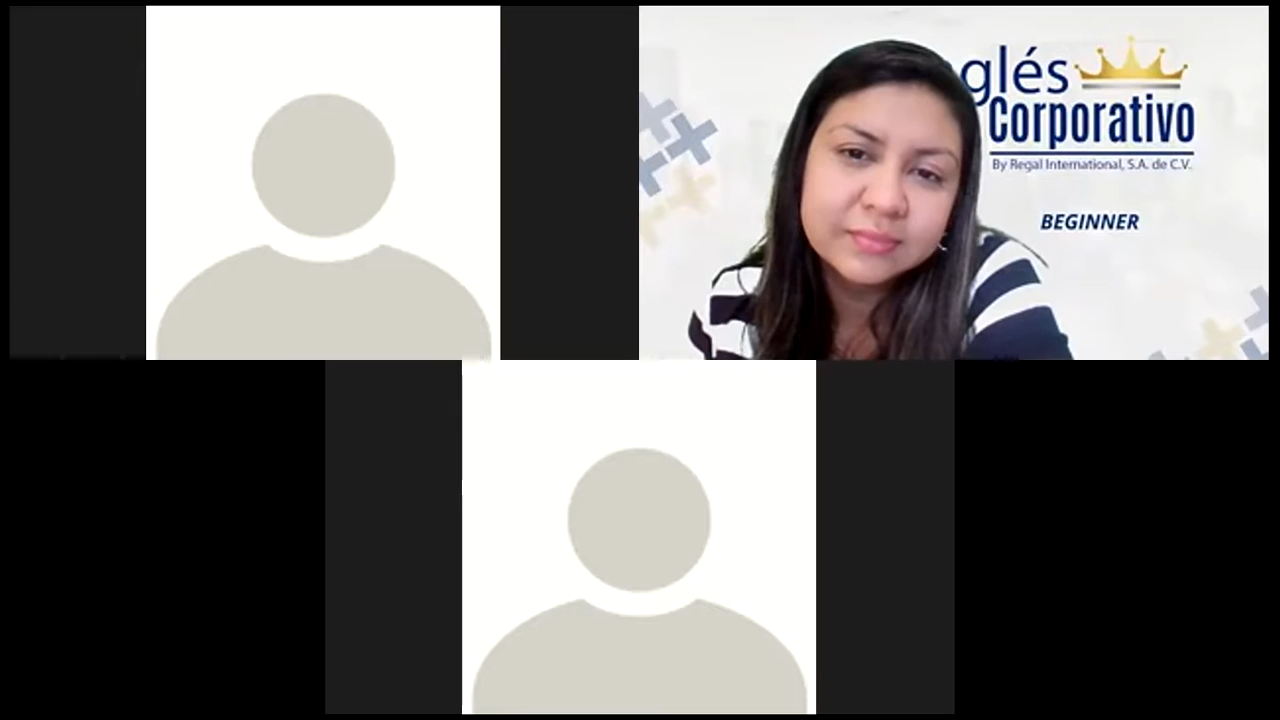 glés
Corporativo
By Regal International, S.A. de C.V.
BEGINNER